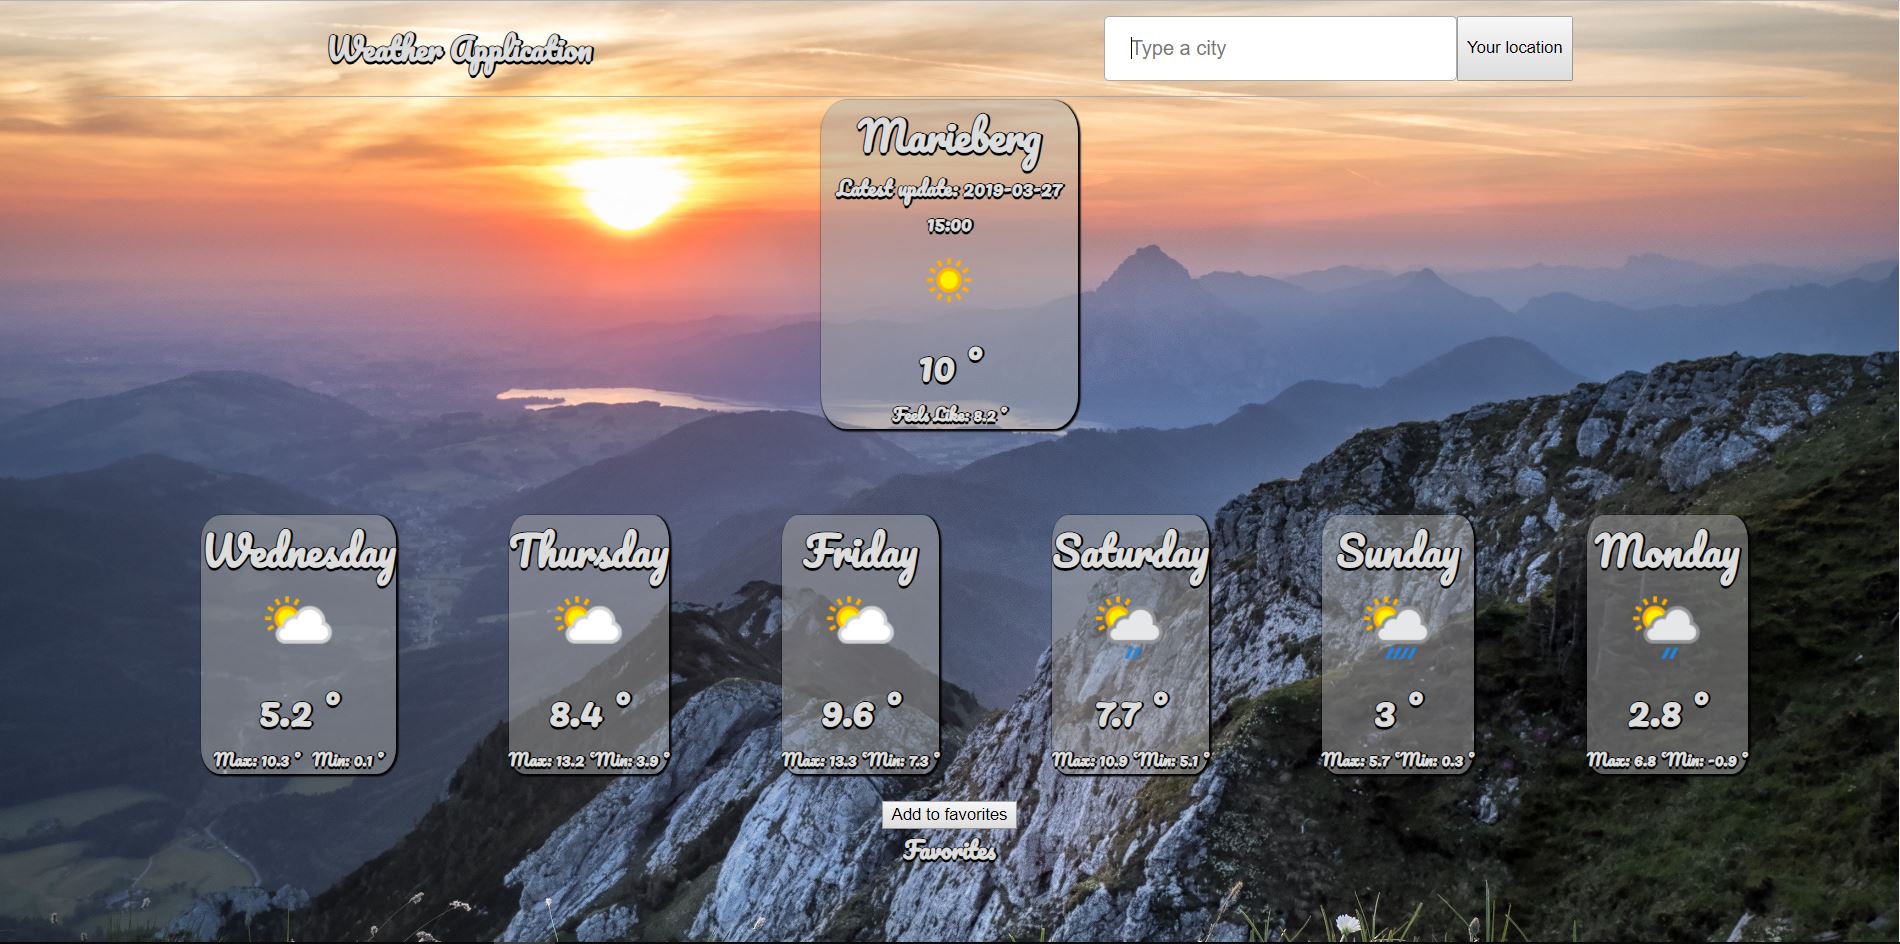 Weather Application
Type a city
Your location
Marieberg
Latest update: 2019-03-27
15:00
10 °
Feels Like: 8.2 °
Wednesday
5.2 °
Max: 10.3 ° Min: 0.1 °
Thursday
8.4 °
Max: 13.2 ° Min: 3.9 °
Friday
9.6 °
Max: 13.3 ° Min: 7.3 °
Saturday
7.7 °
Max: 10.9 ° Min: 5.1 °
Sunday
3 °
Max: 5.7 ° Min: 0.3 °
Monday
2.8 °
Max: 6.8 ° Min: -0.9 °
Add to favorites
Favorites